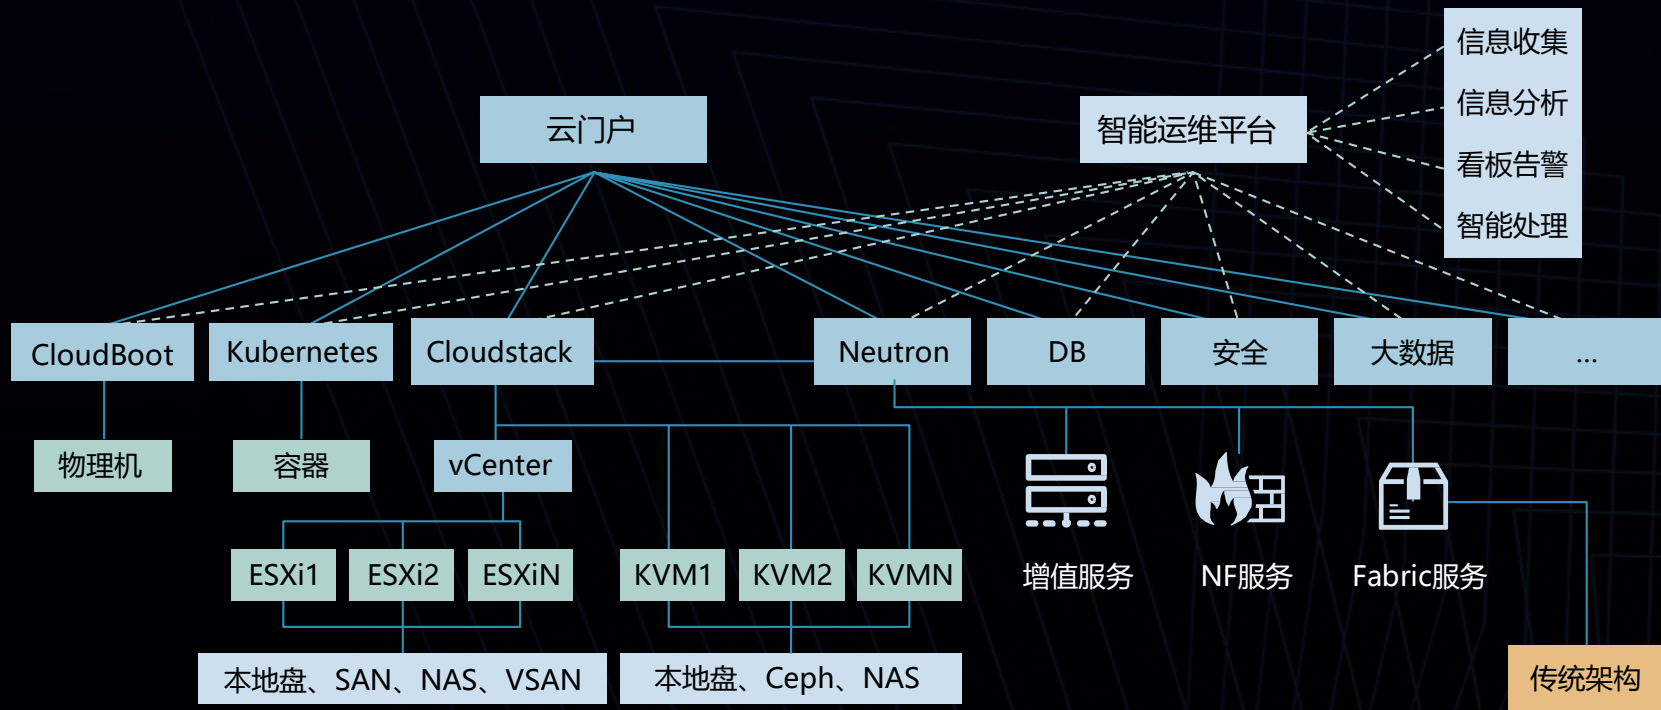 信息收集
信息分析
看板告警
智能处理
云门户
智能运维平台
CloudBoot
Kubernetes
Cloudstack
Neutron
DB
安全
大数据
...
物理机
容器
vCenter
ESXi1
ESXi2
ESXiN
KVM1
KVM2
KVMN
增值服务
NF服务
Fabric服务
本地盘、SAN、NAS、VSAN
本地盘、Ceph、NAS
传统架构